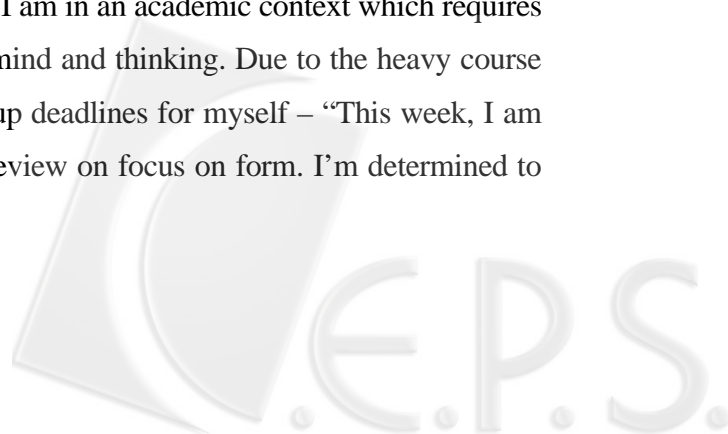 I am in an academic context which requires
mind and thinking. Due to the heavy course
up deadlines for myself – “This week, I am
eview on focus on form. I’m determined to
C.E.P.S.